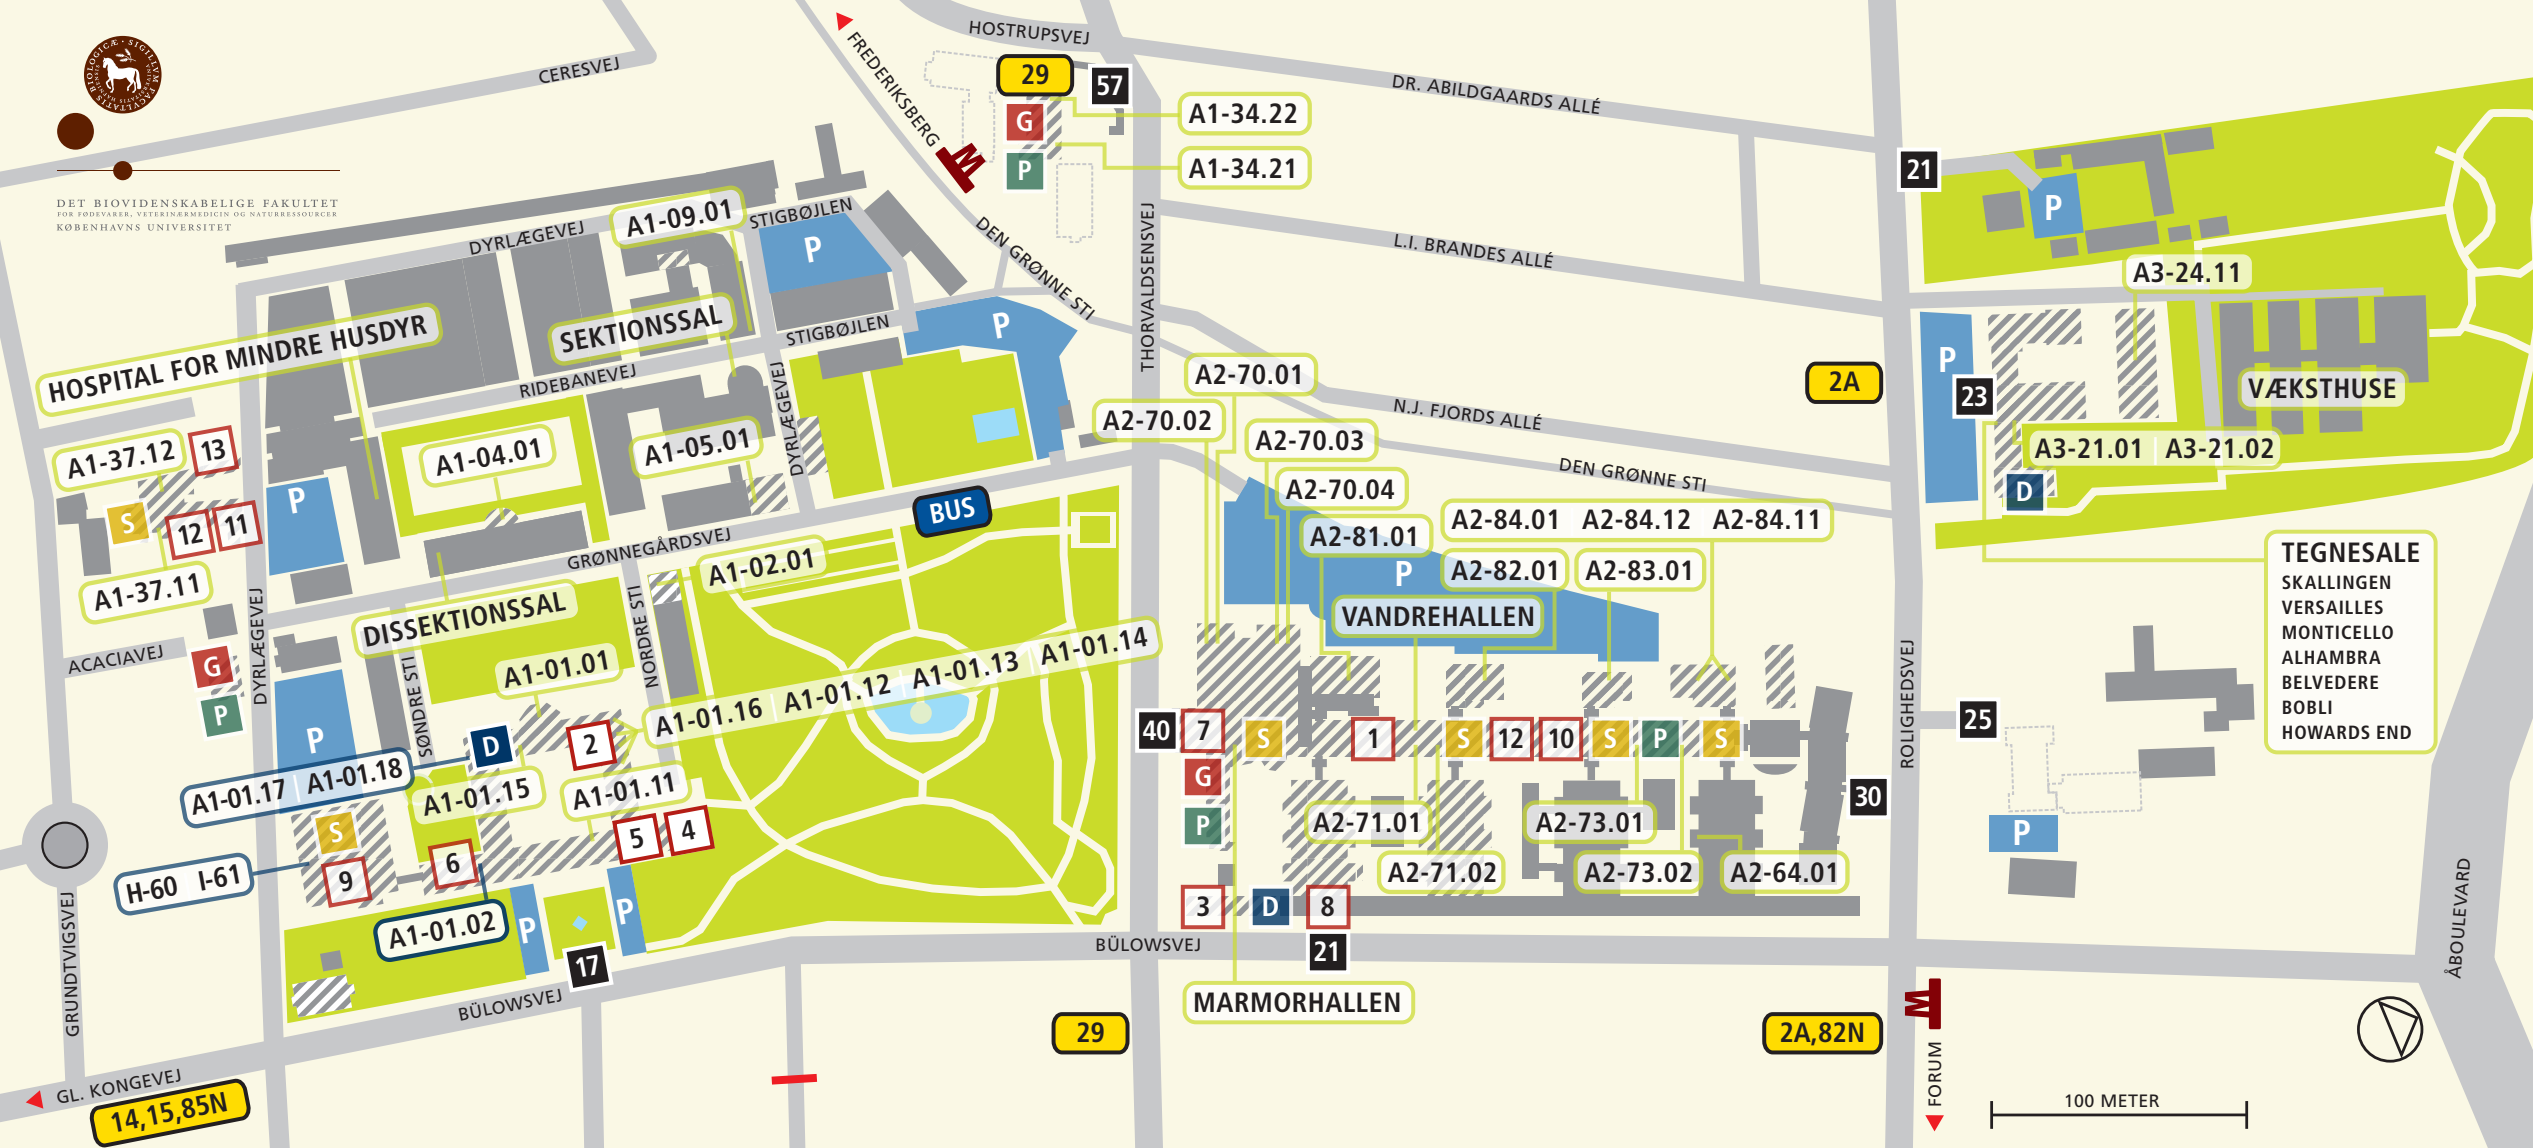 SIGILLVM FACVLTATIS BIOLOGICÆ
DET BIOVIDENSKABELIGE FAKULTET
FOR FØDEVARER, VETERINÆRMEDICIN OG NATURRESSOURCER
KØBENHAVNS UNIVERSITET
CERESVEJ
FREDERIKSBERG
M
HOSTRUPSVEJ
29
57
G
P
A1-34.22
A1-34.21
DR. ABILDGAARDS ALLÉ
21
P
DYRLÆGEVEJ
A1-09.01
STIGBØJLEN
P
DEN GRØNNE STI
THORVALDSENSVEJ
L.I. BRANDES ALLÉ
A3-24.11
HOSPITAL FOR MINDRE HUSDYR
SEKTIONSSAL
STIGBØJLEN
P
RIDEBANEVEJ
DYRLÆGEVEJ
A2-70.01
A2-70.02
A2-70.03
A2-70.04
N.J. FJORDS ALLÉ
DEN GRØNNE STI
2A
P
23
VÆKSTHUSE
A3-21.01
A3-21.02
D
A1-37.12
13
S
12
11
A1-37.11
P
A1-04.01
A1-05.01
BUS
GRØNNEGÅRDSVEJ
A1-02.01
A2-81.01
A2-84.01
A2-84.12
A2-84.11
P
A2-82.01
A2-83.01
VANDREHALLEN
TEGNESALE
SKALLINGEN
VERSAILLES
MONTICELLO
ALHAMBRA
BELVEDERE
BOBLI
HOWARDS END
ACACIAVEJ
G
P
DYRLÆGEVEJ
DISSEKTIONSSAL
SØNDRE STI
NORDRE STI
A1-01.01
A1-01.16
A1-01.12
A1-01.13
A1-01.14
P
D
2
A1-01.17
A1-01.18
A1-01.15
A1-01.11
S
9
6
5
4
H-60
I-61
A1-01.02
P
P
17
40
7
G
P
S
1
S
12
10
S
P
S
30
ROLIGHEDSVEJ
25
P
A2-71.01
A2-71.02
A2-73.01
A2-73.02
A2-64.01
3
D
8
21
BÜLOWSVEJ
MARMORHALLEN
GRUNDTVIGSVEJ
BÜLOWSVEJ
GL. KONGEVEJ
14,15,85N
29
2A,82N
M
FORUM
ÅBOULEVARD
100 METER